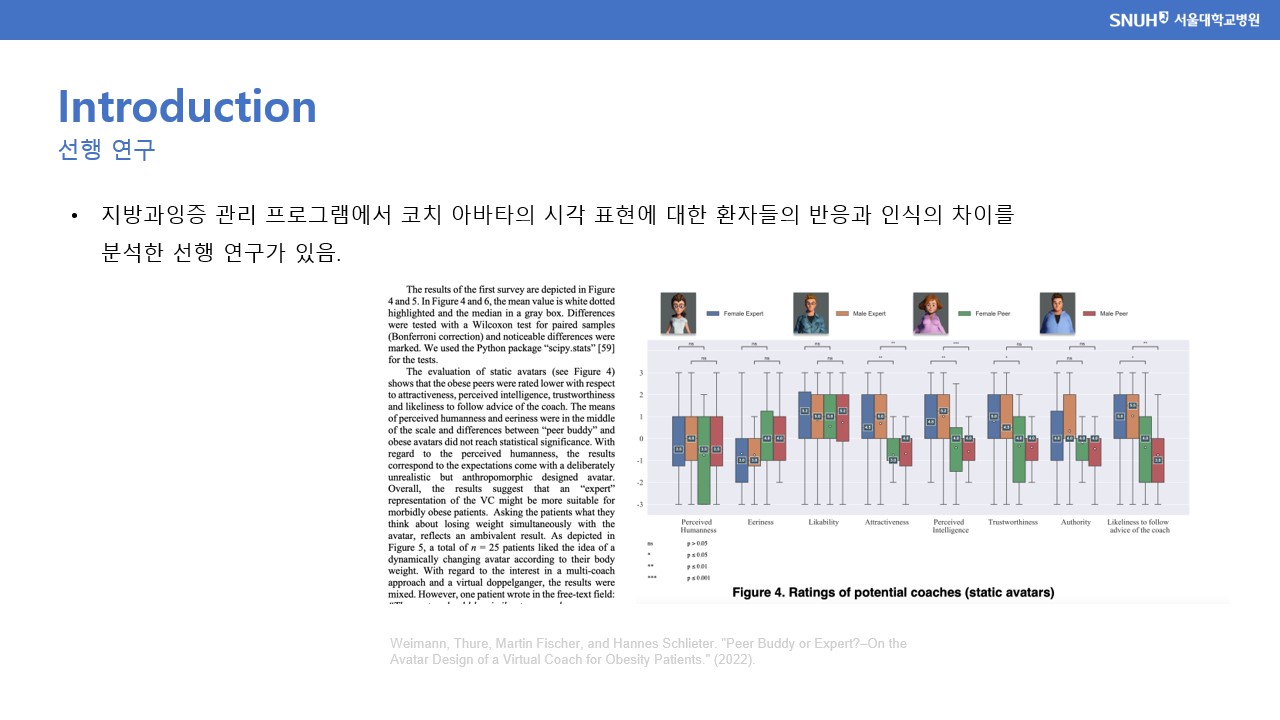 SNUH 서울대학교병원
Introduction
선행 연구
• 지방과잉증 관리 프로그램에서 코치 아바타의 시각 표현에 대한 환자들의 반응과 인식의 차이를
분석한 선행 연구가 있음.
The results of the first survey are depicted in Figure
4 and 5. In Figure 4 and 6, the mean value is white dotted
highlighted and the median in a gray box. Differences
were tested with a Wilcoxon test for paired samples
(Bonferroni correction) and noticeable differences were
marked. We used the Python package “scipy.stats” [59]
for the tests.
The evaluation of static avatars (see Figure 4)
shows that the obese peers were rated lower with respect
to attractiveness, perceived intelligence, trustworthiness
and likeliness to follow advice of the coach. The means
of perceived humanness and eeriness were in the middle
of the scale and differences between “peer buddy” and
obese avatars did not reach statistical significance. With
regard to the perceived humanness, the results
correspond to the expectations come with a deliberately
unrealistic but anthropomorphic designed avatar.
Overall, the results suggest that an “expert”
representation of the VC might be more suitable for
morbidly obese patients. Asking the patients what they
think about losing weight simultaneously with the
avatar, reflects an ambivalent result. As depicted in
Figure 5, a total of n = 25 patients liked the idea of a
dynamically changing avatar according to their body
weight. With regard to the interest in a multi-coach
approach and a virtual doppelganger, the results were
mixed. However, one patient wrote in the free-text field:
Female Expert
Male Expert
Female Peer
Male Peer
ns ns ns ** *** ns ns **
ns ns ns ** ** * ns *
3
2
1
0
-1
-2
-3
Perceived
Humanness
Eeriness
Likability
Attractiveness
Perceived
Intelligence
Trustworthiness
Authority
Likeliness to follow
advice of the coach
ns p > 0.05
* p ≤ 0.05
** p ≤ 0.01
*** p ≤ 0.001
Figure 4. Ratings of potential coaches (static avatars)
Weimann, Thure, Martin Fischer, and Hannes Schlieter. "Peer Buddy or Expert?–On the
Avatar Design of a Virtual Coach for Obesity Patients." (2022).